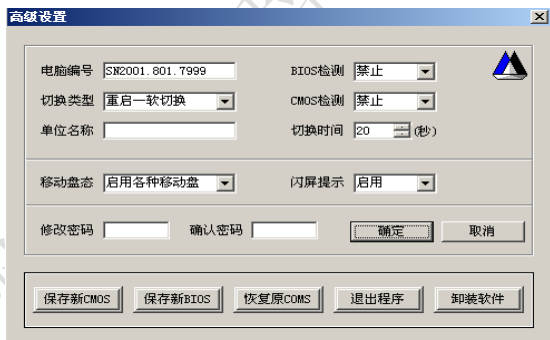 高级设置
电脑编号 SN2001.801.7999 BIOS检测 禁止
切换类型 重启一软切换 CMOS检测 禁止
单位名称 切换时间 20 (秒)
移动盘态 启用各种移动盘 闪屏提示 启用
修改密码 确认密码 确定 取消
保存新CMOS 保存新BIOS 恢复原COMS 退出程序 卸装软件